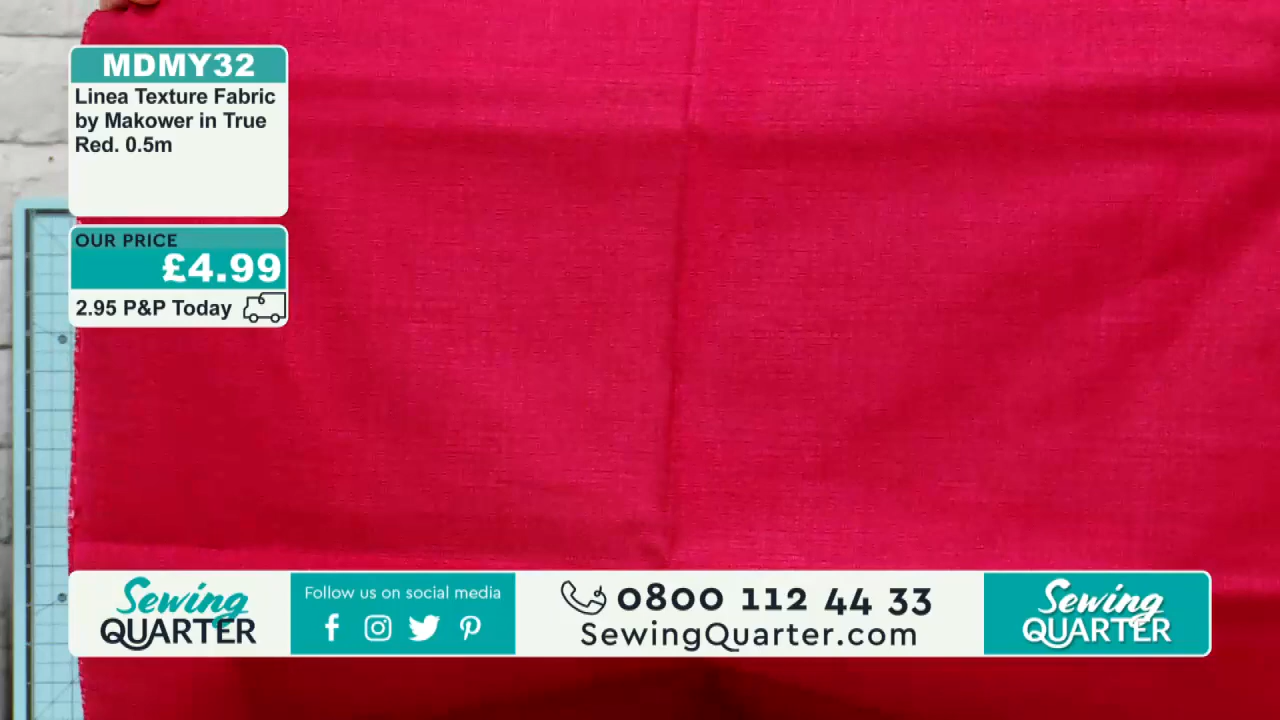 MDMY32
Linea Texture Fabric
by Makower in True
Red. 0.5m
OUR PRICE
£4.99
2.95 P&P Today
Sewing
QUARTER
Follow us on social media
0800 112 44 33
SewingQuarter.com
Sewing
QUARTER